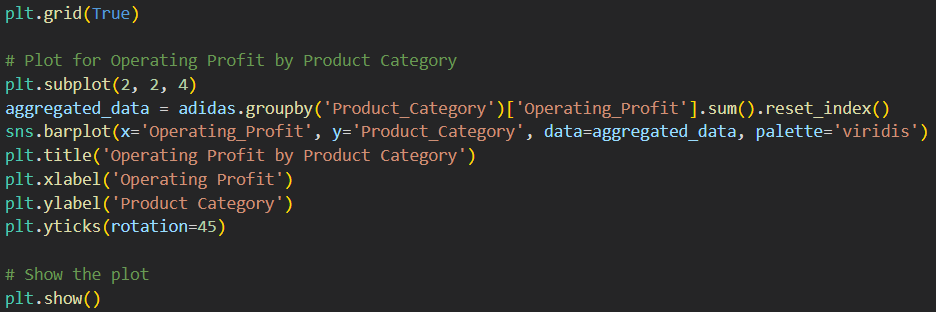 plt.grid(True)
# Plot for Operating Profit by Product Category
plt.subplot(2, 2, 4)
aggregated_data = adidas.groupby('Product_Category')['Operating_Profit'].sum().reset_index()
sns.barplot(x='Operating_Profit', y='Product_Category', data=aggregated_data, palette='viridis')
plt.title('Operating Profit by Product Category')
plt.xlabel('Operating Profit')
plt.ylabel('Product Category')
plt.yticks(rotation=45)
# Show the plot
plt.show()